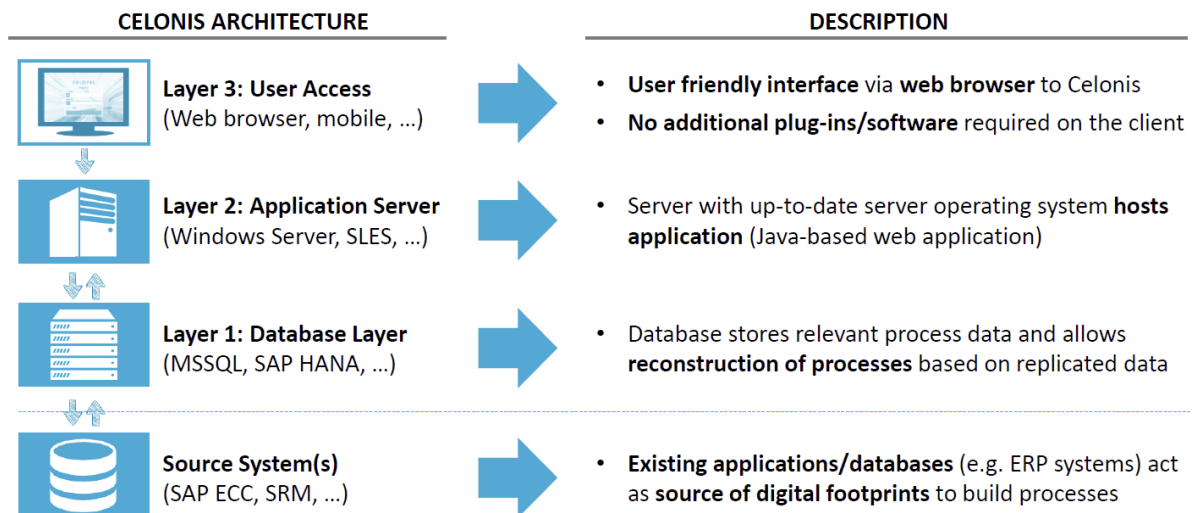 CELONIS ARCHITECTURE
DESCRIPTION
Layer 3: User Access
(Web browser, mobile, ...)
• User friendly interface via web browser to Celonis
• No additional plug-ins/software required on the client
Layer 2: Application Server
(Windows Server, SLES, ...)
• Server with up-to-date server operating system hosts
application (Java-based web application)
Layer 1: Database Layer
(MSSQL, SAP HANA, ...)
• Database stores relevant process data and allows
reconstruction of processes based on replicated data
Source System(s)
(SAP ECC, SRM, ...)
• Existing applications/databases (e.g. ERP systems) act
as source of digital footprints to build processes